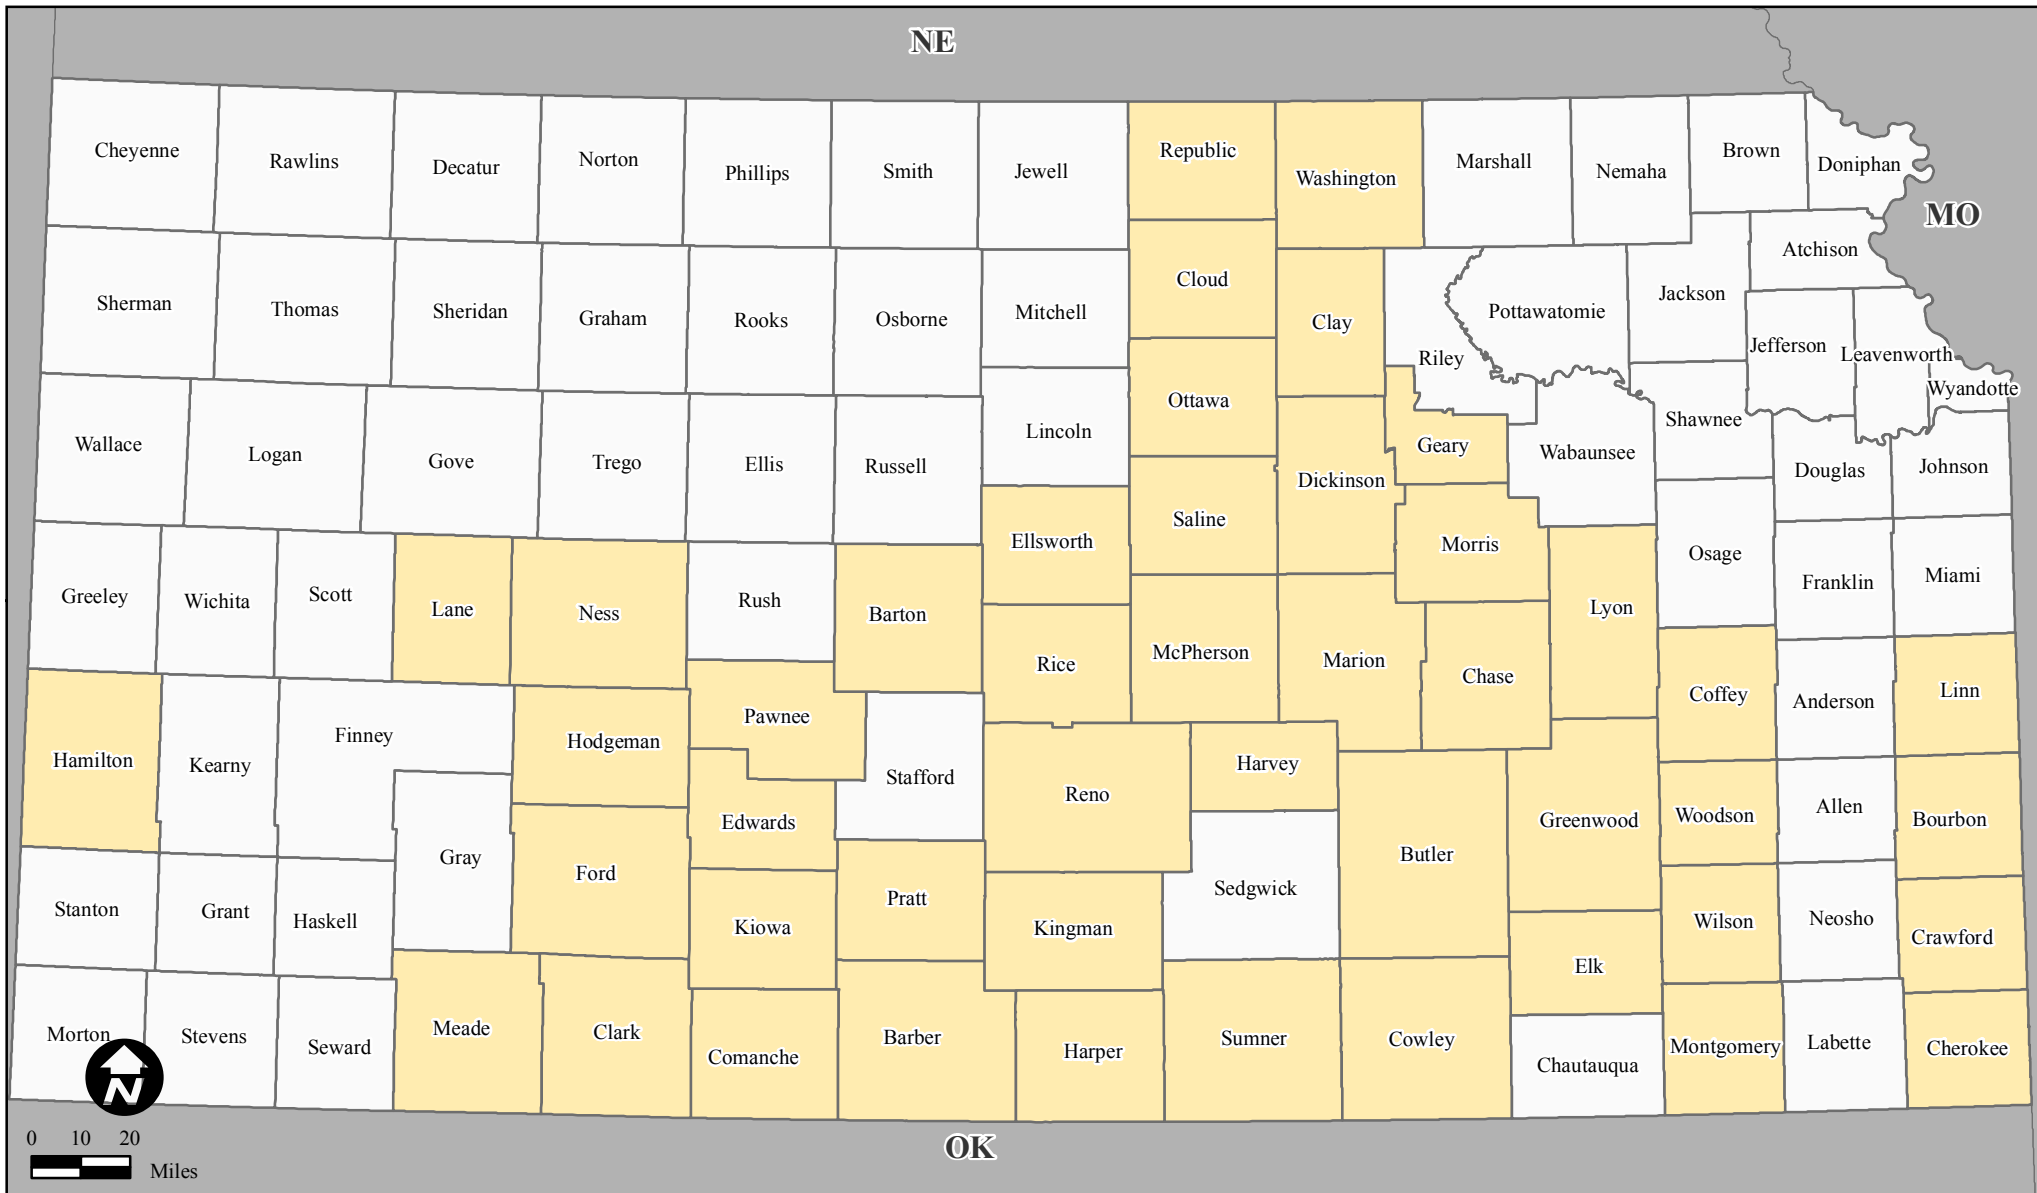 NE
Cheyenne Rawlins Decatur Norton Phillips Smith Jewell Republic Washington Marshall Nemaha Brown Doniphan
MO
Atchison
Sherman Thomas Sheridan Graham Rooks Osborne Mitchell Cloud Clay Riley Pottawatomie Jackson Jefferson Leavenworth Wyandotte
Wallace Logan Gove Trego Ellis Russell Lincoln Ottawa Dickinson Geary Wabaunsee Shawnee Douglas Johnson
Greeley Wichita Scott Lane Ness Rush Barton Ellsworth Saline Morris Lyon Osage Franklin Miami
Rice McPherson Marion Chase Coffey Anderson Linn
Hamilton Kearny Finney Hodgeman Pawnee Stafford Reno Harvey
Gray Ford Edwards Butler Greenwood Woodson Allen Bourbon
Stanton Grant Haskell Kiowa Pratt Kingman Sedgwick Elk Wilson Neosho Crawford
Morton Stevens Seward Meade Clark Comanche Barber Harper Sumner Cowley Chautauqua Montgomery Labette Cherokee
N
0 10 20
Miles
OK